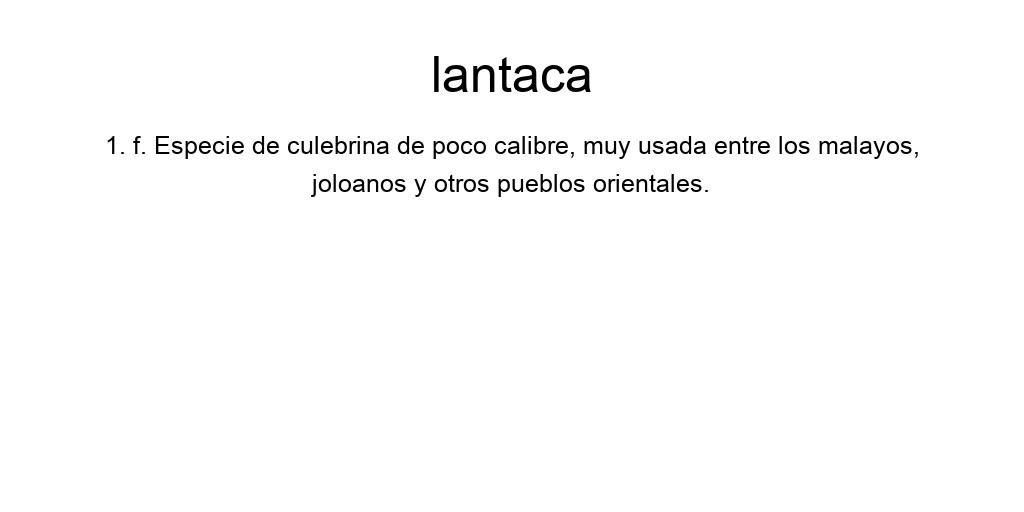 lantaca
1. f. Especie de culebrina de poco calibre, muy usada entre los malayos,
joloanos y otros pueblos orientales.